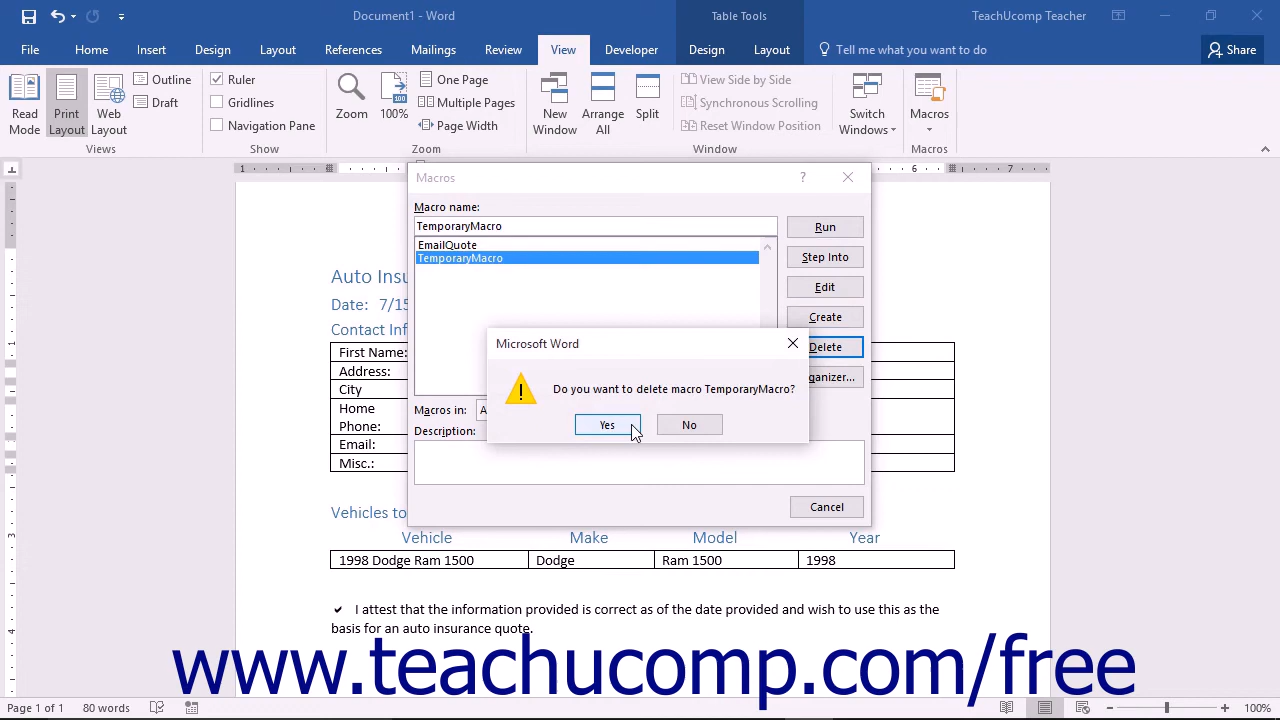 Document1 - Word
Table Tools
TeachUcomp Teacher
File Home Insert Design Layout References Mailings Review View Developer Design Layout Tell me what you want to do Share
Read Mode
Print Layout
Web Layout
Outline
Draft
Views
Ruler
Gridlines
Navigation Pane
Show
Zoom
100
100%
One Page
Multiple Pages
Page Width
Zoom
New Window
Arrange All
Split
View Side by Side
Synchronous Scrolling
Reset Window Position
Window
Switch Windows
Macros
Macros
1 6 7
Macros
?
Macro name:
TemporaryMacro
EmailQuote
TemporaryMacro
Run
Step Into
Edit
Create
Delete
ganizer...
Macros in: A
Description:
Cancel
Microsoft Word
Do you want to delete macro TemporaryMacro?
Yes No
Auto Insu
Date: 7/15
Contact Inf
First Name:
Address:
City
Home
Phone:
Email:
Misc.:
Vehicles to
Vehicle Make Model Year
1998 Dodge Ram 1500 Dodge Ram 1500 1998
I attest that the information provided is correct as of the date provided and wish to use this as the
basis for an auto insurance quote.
1
3
4
www.teachucomp.com/free
Page 1 of 1 80 words 100%